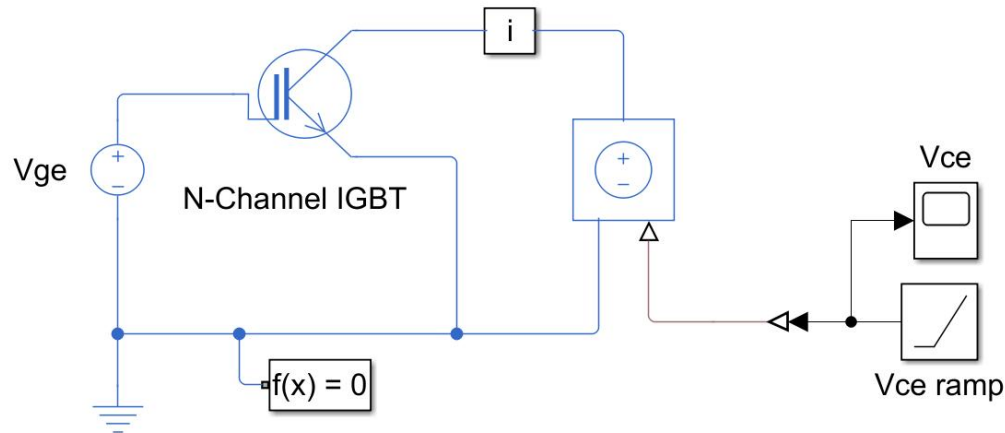 i
Vge
N-Channel IGBT
Vce
f(x) = 0
Vce ramp